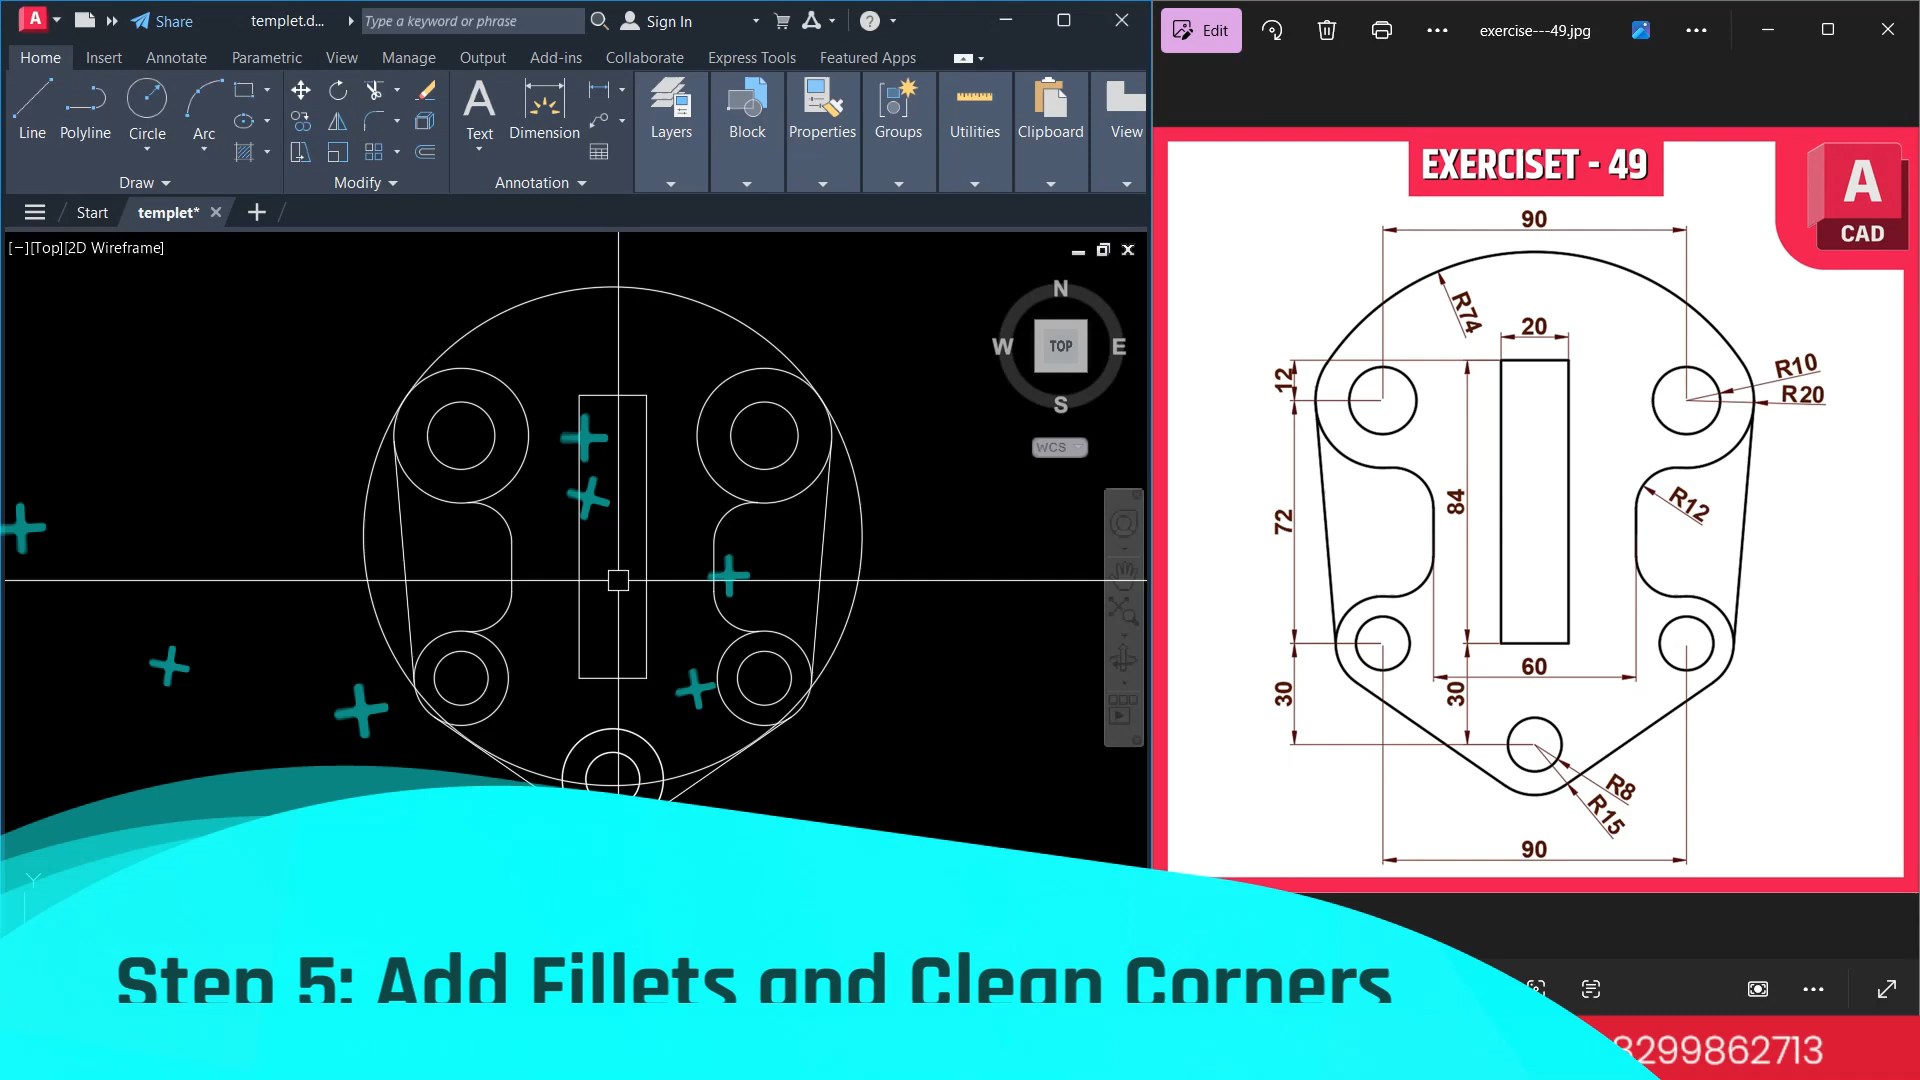 A Share templet.d... Type a keyword or phrase Sign In ?
Home Insert Annotate Parametric View Manage Output Add-ins Collaborate Express Tools Featured Apps
Line Polyline Circle Arc Text Dimension Layers Block Properties Groups Utilities Clipboard View
Draw Modify Annotation
Start templet*
[−][Top][2D Wireframe]
N
W TOP E
S
WCS
Y
Edit exercise---49.jpg
EXERCISET - 49
A
CAD
90
R74
20
12
R10
R20
84
R12
72
60
30
30
R8
R15
90
Step 5: Add Fillets and Clean Corners
8299862713